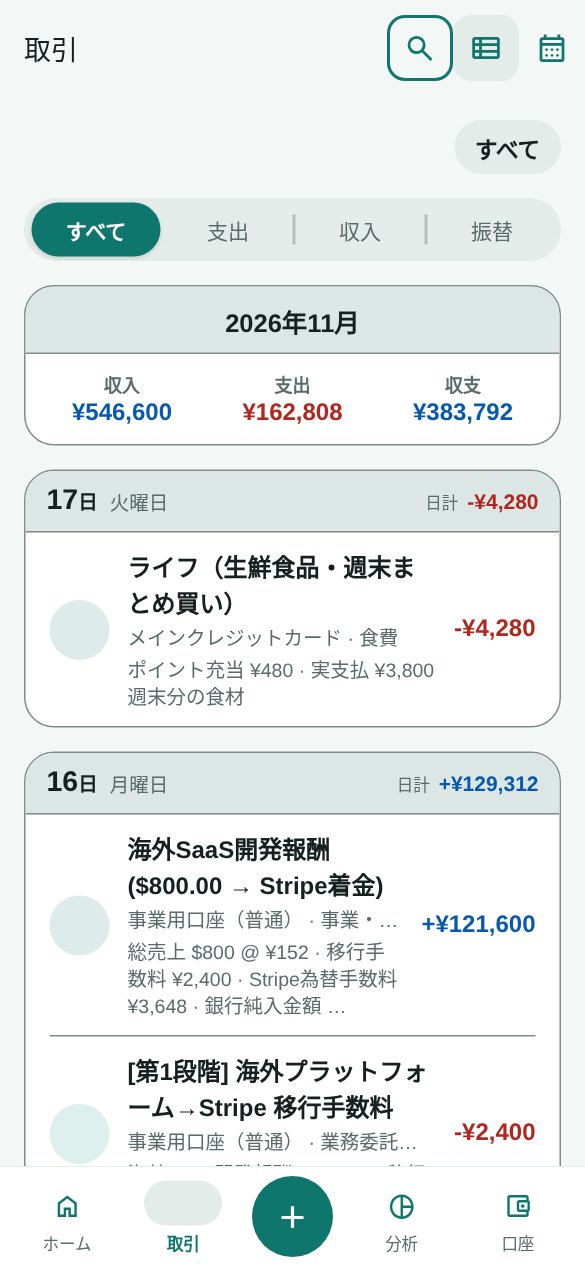 取引
すべて
すべて 支出 収入 振替
2026年11月
収入 支出 収支
¥546,600 ¥162,808 ¥383,792
17日 火曜日 日計 -¥4,280
ライフ（生鮮食品・週末ま
とめ買い）
メインクレジットカード · 食費
-¥4,280
ポイント充当 ¥480 · 実支払 ¥3,800
週末分の食材
16日 月曜日 日計 +¥129,312
海外SaaS開発報酬
($800.00 → Stripe着金)
事業用口座（普通） · 事業・…
+¥121,600
総売上 $800 @ ¥152 · 移行手
数料 ¥2,400 · Stripe為替手数料
¥3,648 · 銀行純入金額 …
[第1段階] 海外プラットフォ
ーム→Stripe 移行手数料
事業用口座（普通） · 業務委託…
-¥2,400
ホーム 取引 分析 口座